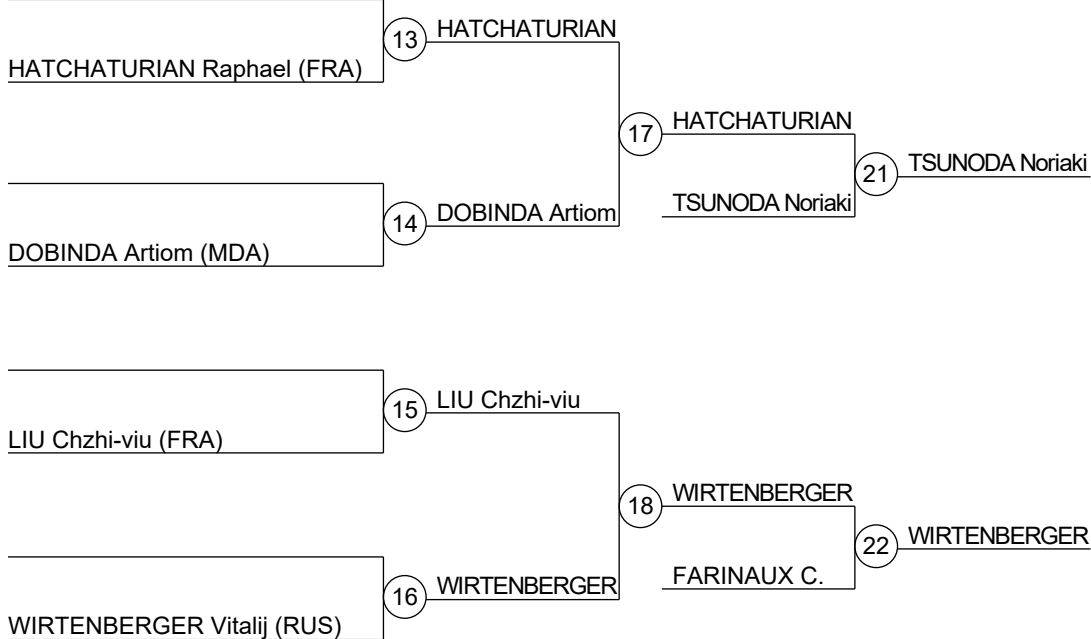 13 HATCHATURIAN
HATCHATURIAN Raphael (FRA)
17 HATCHATURIAN
21 TSUNODA Noriaki
TSUNODA Noriaki
14 DOBINDA Artiom
DOBINDA Artiom (MDA)
15 LIU Chzhi-viu
LIU Chzhi-viu (FRA)
18 WIRTENBERGER
22 WIRTENBERGER
FARINAUX C.
16 WIRTENBERGER
WIRTENBERGER Vitalij (RUS)